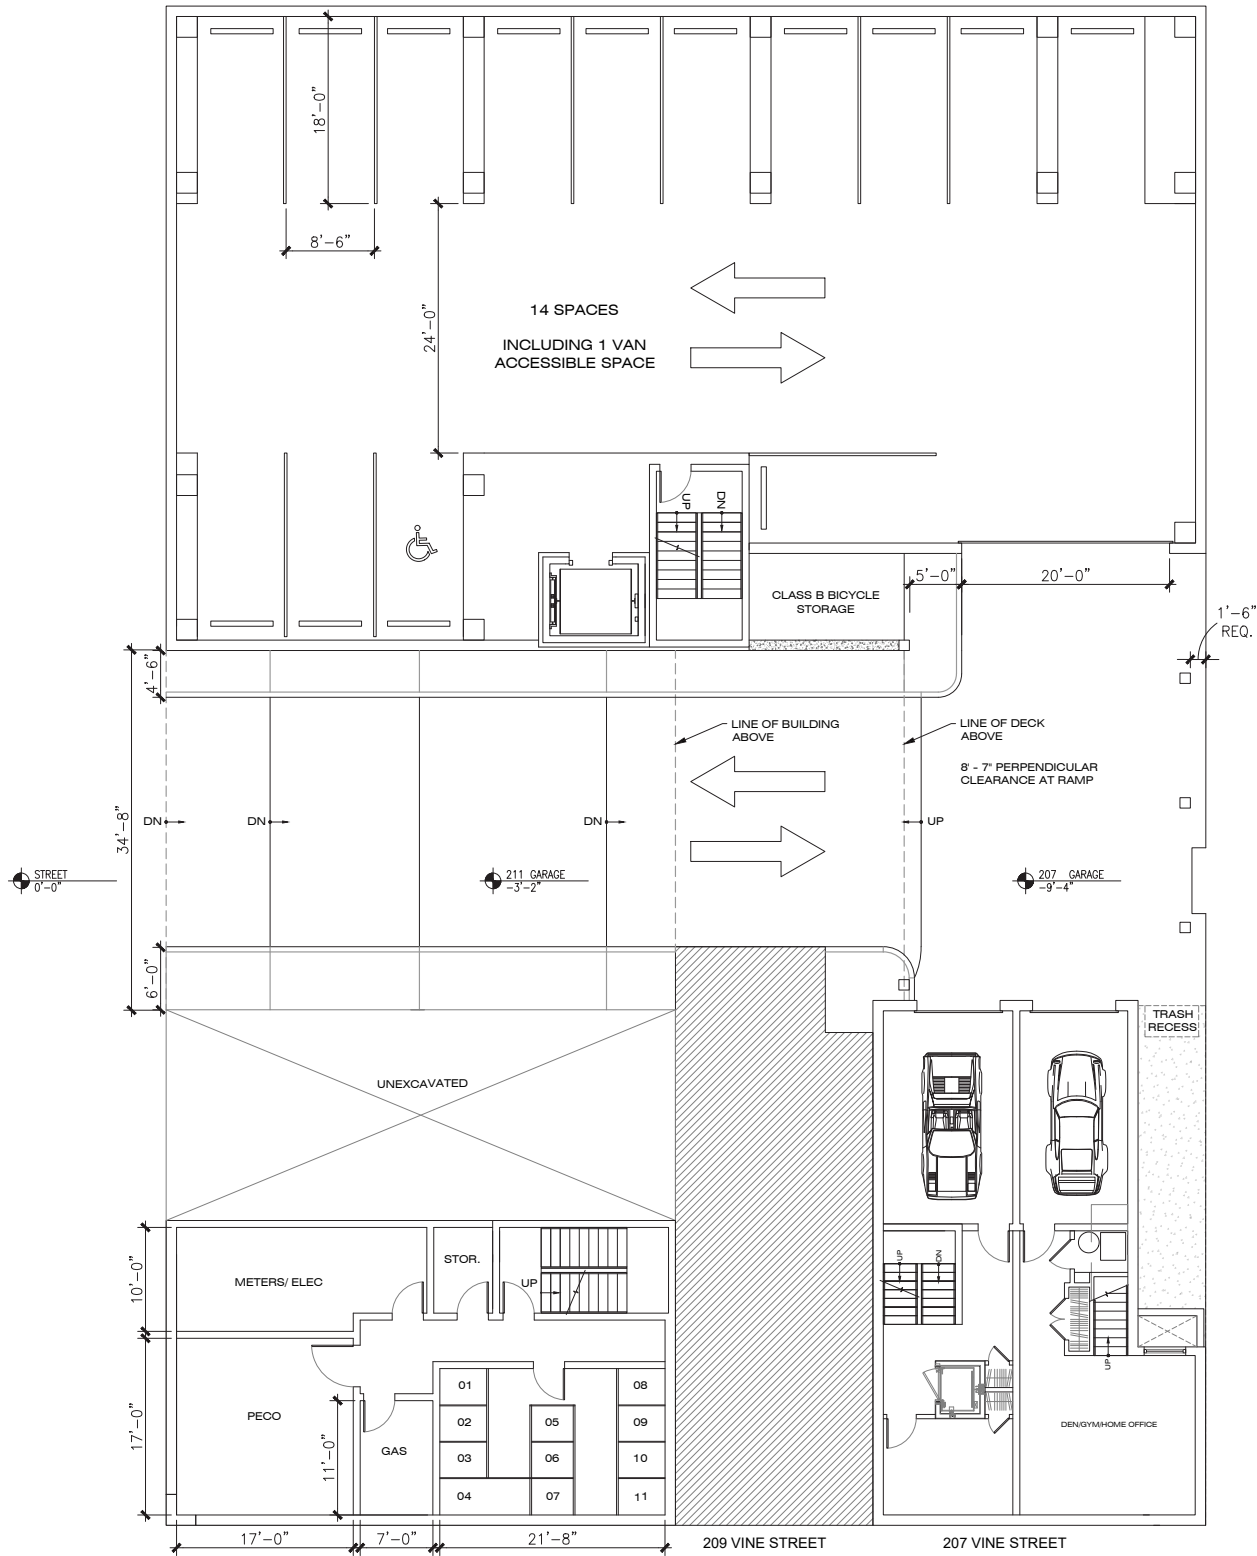 18'-0"
8'-6"
24'-0"
14 SPACES
INCLUDING 1 VAN
ACCESSIBLE SPACE
UP
DN
CLASS B BICYCLE
STORAGE
5'-0"
20'-0"
1'-6"
REQ.
4'-6"
LINE OF BUILDING
ABOVE
LINE OF DECK
ABOVE
8' - 7" PERPENDICULAR
CLEARANCE AT RAMP
34'-8"
DN
DN
DN
UP
STREET
0'-0"
211 GARAGE
-3'-2"
207 GARAGE
-9'-4"
6'-0"
TRASH
RECESS
UNEXCAVATED
10'-0"
METERS/ ELEC
STOR.
UP
UP
DN
UP
17'-0"
PECO
11'-0"
GAS
01
02
03
04
05
06
07
08
09
10
11
DEN/GYM/HOME OFFICE
17'-0"
7'-0"
21'-8"
209 VINE STREET
207 VINE STREET